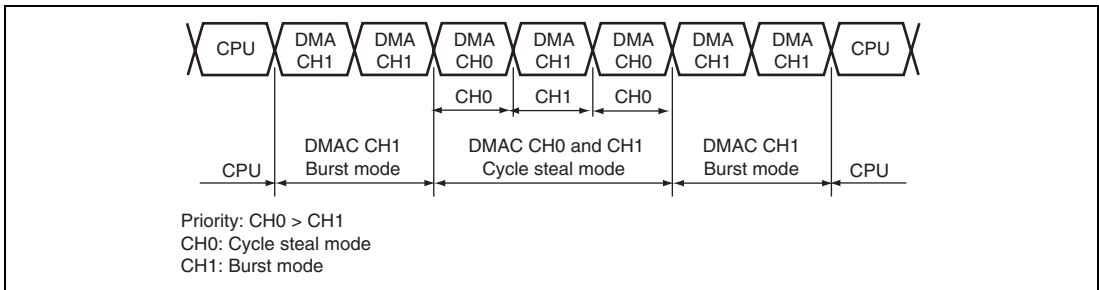 CPU DMA CH1 DMA CH1 DMA CH0 DMA CH1 DMA CH0 DMA CH1 DMA CH1 CPU
CH0 CH1 CH0
DMAC CH1 Burst mode
DMAC CH0 and CH1 Cycle steal mode
DMAC CH1 Burst mode
CPU CPU
Priority: CH0 > CH1
CH0: Cycle steal mode
CH1: Burst mode